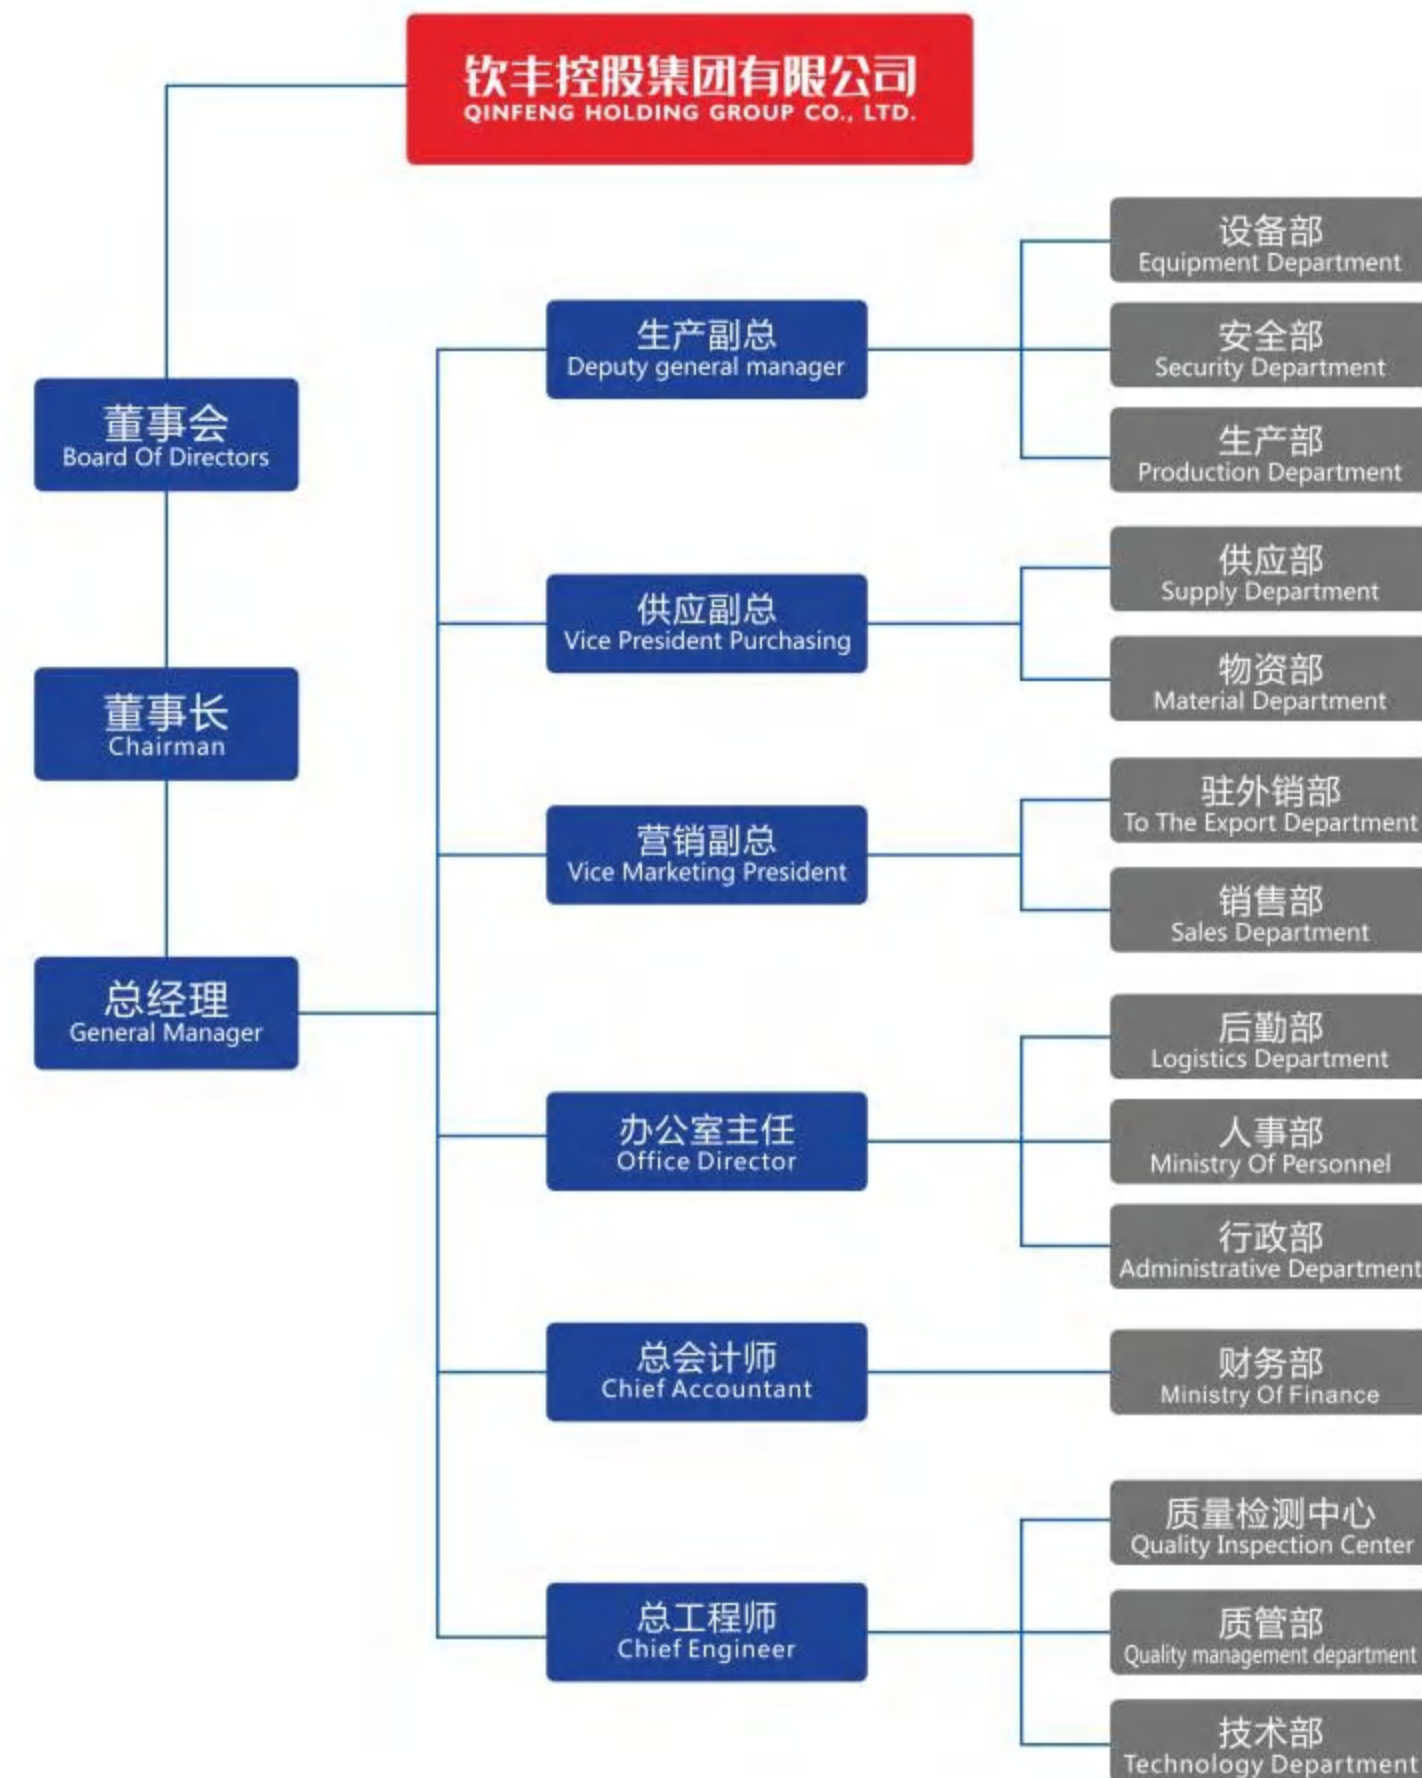 钦丰控股集团有限公司
QINFENG HOLDING GROUP CO., LTD.
董事会
Board Of Directors
董事长
Chairman
总经理
General Manager
生产副总
Deputy general manager
供应副总
Vice President Purchasing
营销副总
Vice Marketing President
办公室主任
Office Director
总会计师
Chief Accountant
总工程师
Chief Engineer
设备部
Equipment Department
安全部
Security Department
生产部
Production Department
供应部
Supply Department
物资部
Material Department
驻外销部
To The Export Department
销售部
Sales Department
后勤部
Logistics Department
人事部
Ministry Of Personnel
行政部
Administrative Department
财务部
Ministry Of Finance
质量检测中心
Quality Inspection Center
质管部
Quality management department
技术部
Technology Department